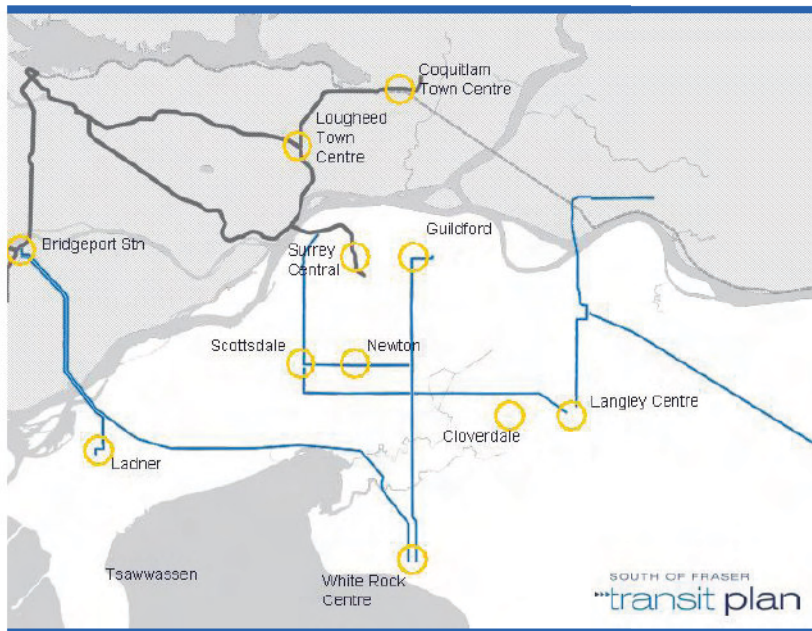 Coquitlam
Town Centre
Lougheed
Town
Centre
Bridgeport Stn
Surrey
Central
Guildford
Scottsdale
Newton
Langley Centre
Cloverdale
Ladner
Tsawwassen
White Rock
Centre
SOUTH OF FRASER
transit plan